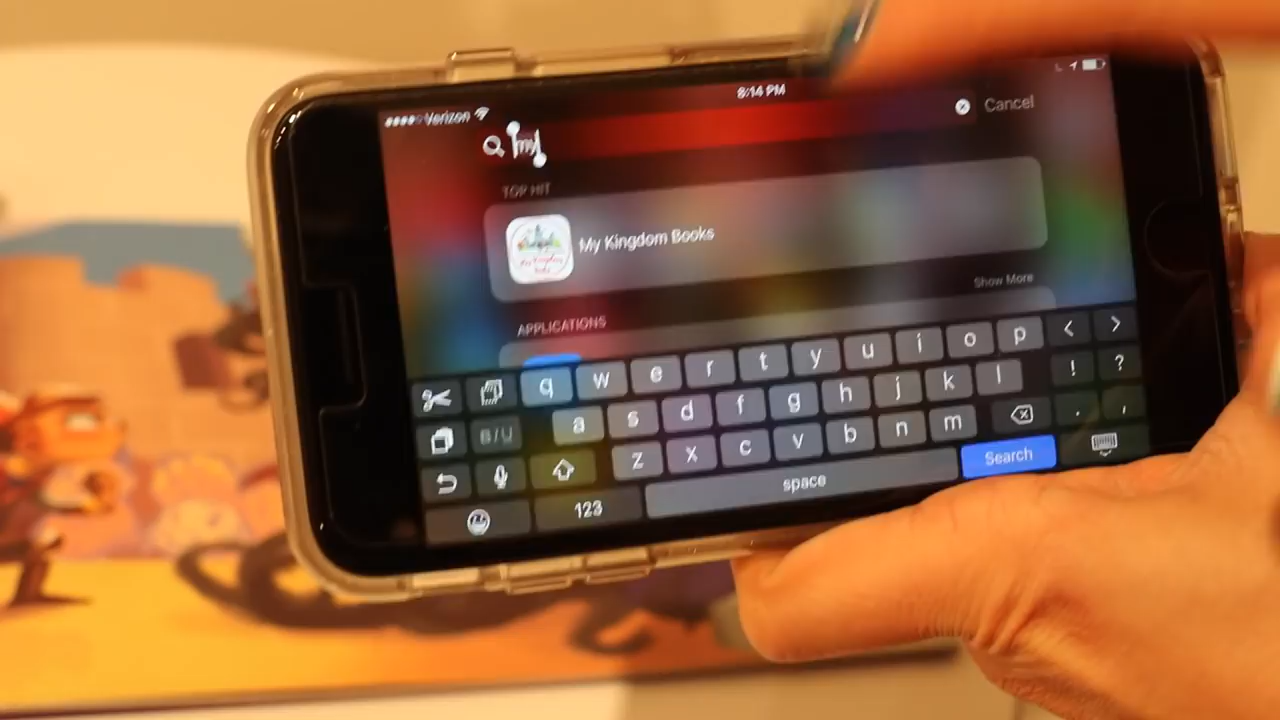 Verizon 8:14 PM
my Cancel
TOP HIT
My Kingdom Books
Show More
APPLICATIONS
q w e r t y u i o p < >
a s d f g h j k l ! ?
B/U z x c v b n m . ,
123 space Search